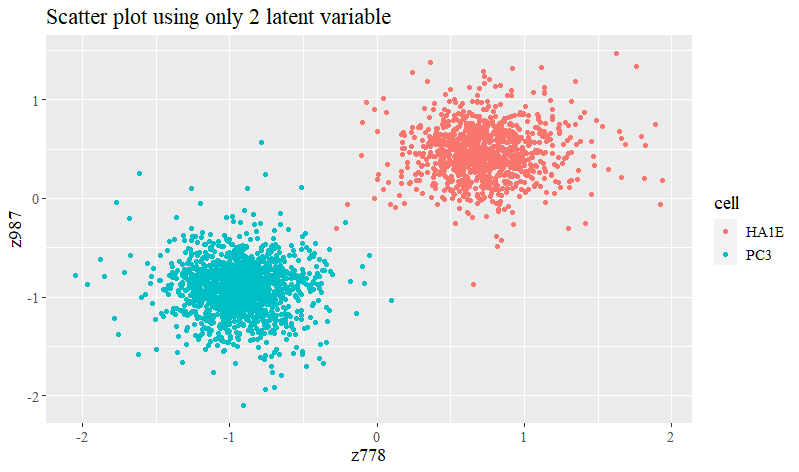 Scatter plot using only 2 latent variable
z987
1
0
-1
-2
-2
-1
0
1
2
z778
cell
HA1E
PC3